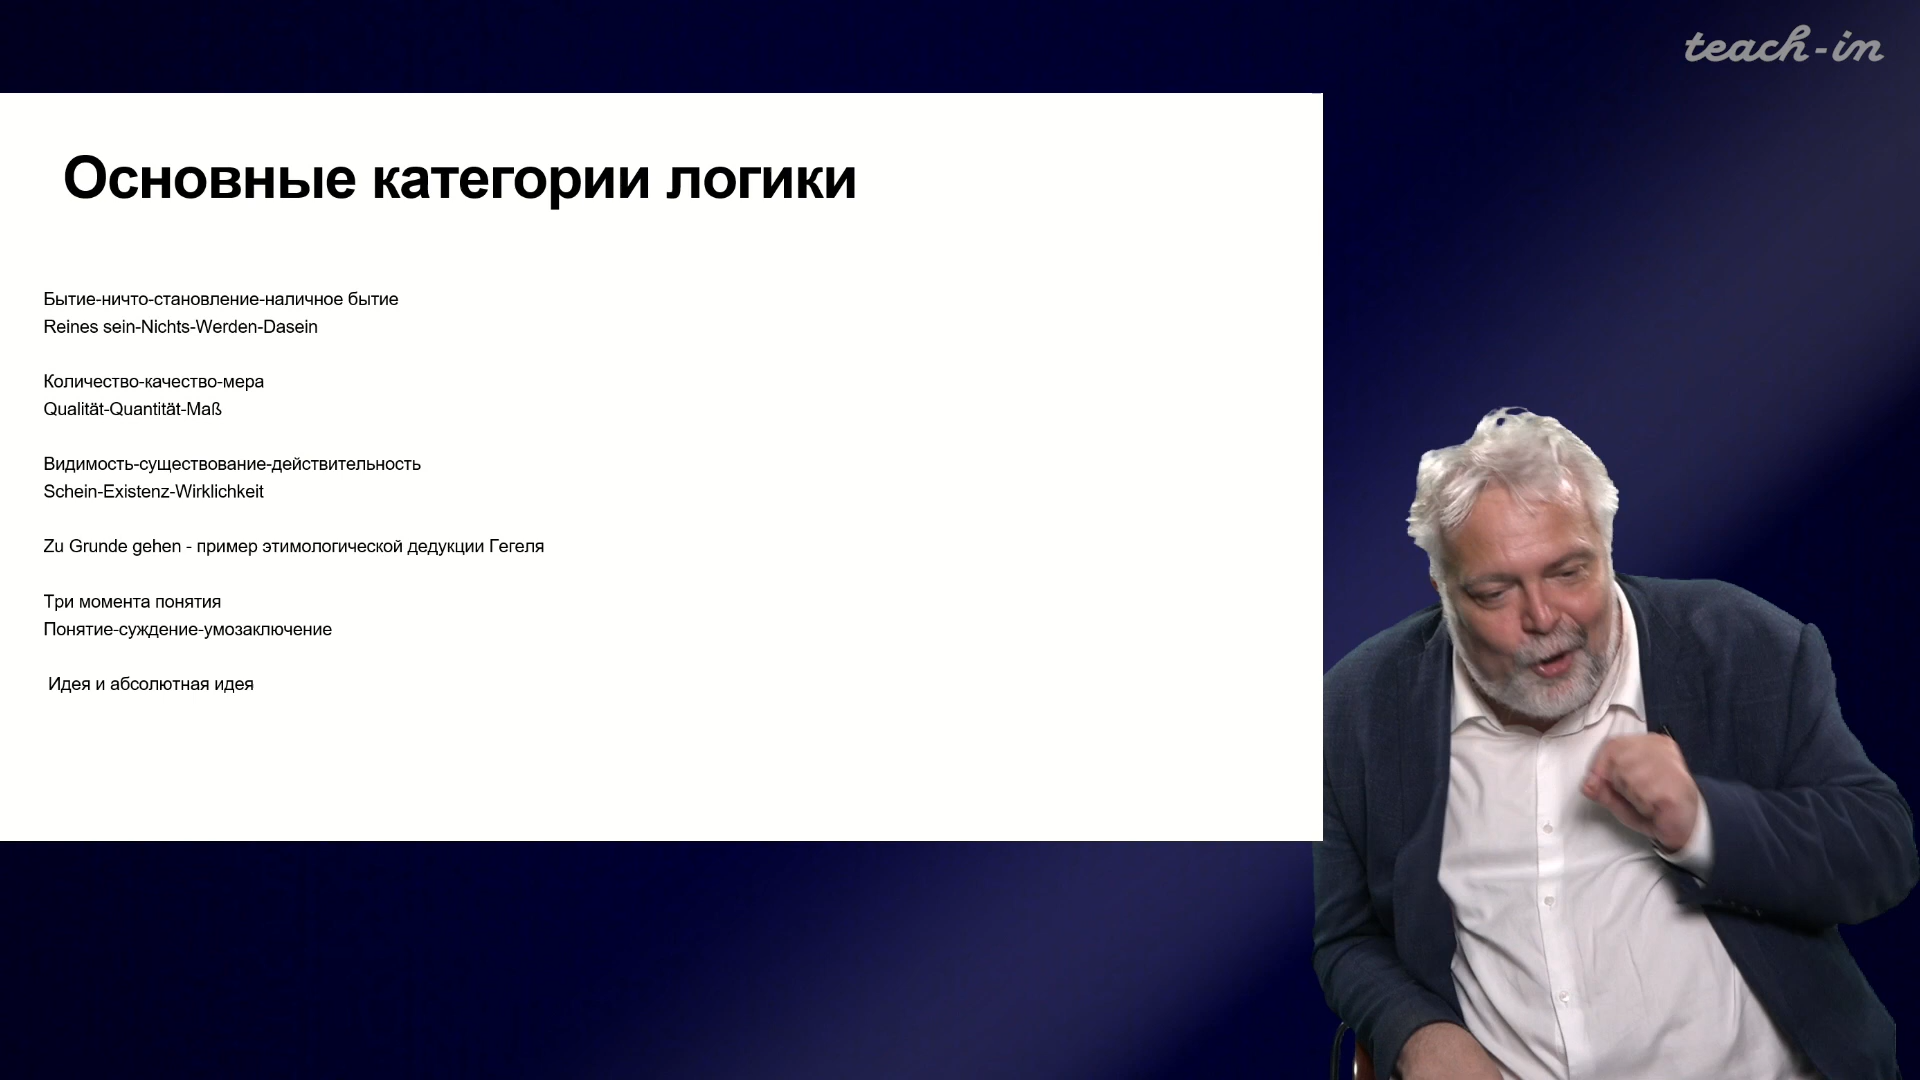 teach-in
Основные категории логики
Бытие-ничто-становление-наличное бытие
Reines sein-Nichts-Werden-Dasein
Количество-качество-мера
Qualität-Quantität-Maß
Видимость-существование-действительность
Schein-Existenz-Wirklichkeit
Zu Grunde gehen - пример этимологической дедукции Гегеля
Три момента понятия
Понятие-суждение-умозаключение
Идея и абсолютная идея